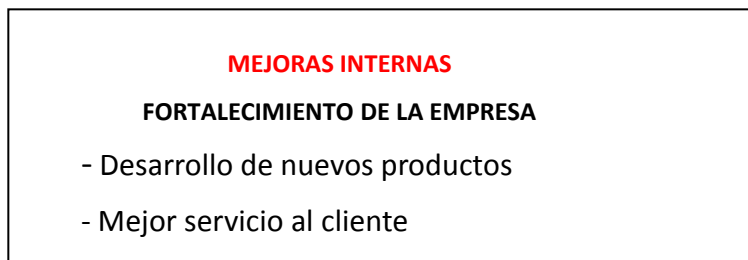 MEJORAS INTERNAS
FORTALECIMIENTO DE LA EMPRESA
- Desarrollo de nuevos productos
- Mejor servicio al cliente